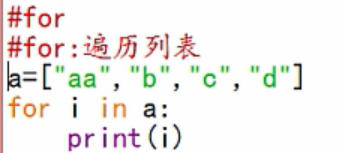 #for
#for:遍历列表
a=["aa","b","c","d"]
for i in a:
    print(i)